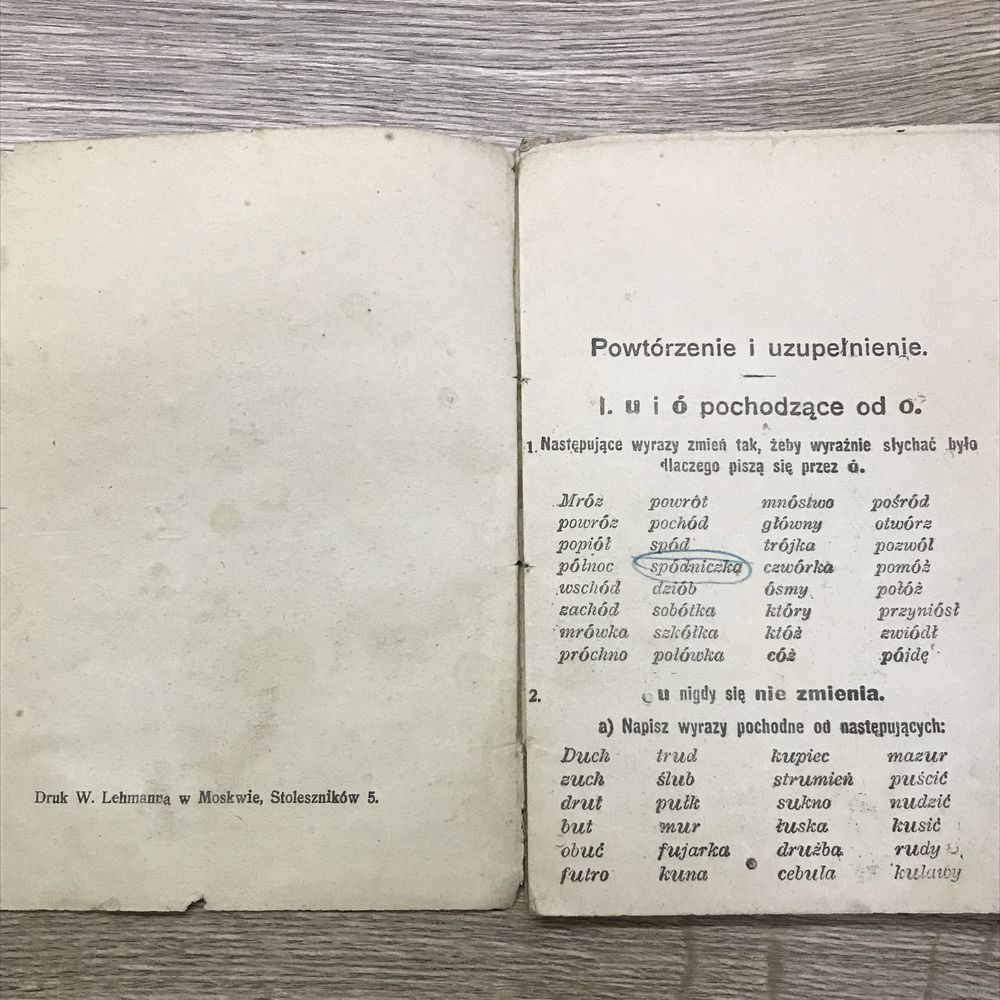 Druk W. Lehmanna w Moskwie, Stoleszników 5.
Powtórzenie i uzupełnienie.
I. u i ó pochodzące od o.
1. Następujące wyrazy zmień tak, żeby wyraźnie słychać było
dlaczego piszą się przez ó.
Mróz powrót mnóstwo pośród
powróz pochód główny otwórz
popiół spód trójka pozwól
północ spódniczka czwórka pomóż
wschód dziób ósmy połóż
zachód sobótka który przyniósł
mrówka szkółka któż zwiódł
próchno połówka cóż pójdę
2. u nigdy się nie zmienia.
a) Napisz wyrazy pochodne od następujących:
Duch trud kupiec mazur
zuch ślub strumień puścić
drut pułk sukno nudzić
but mur łuska kusić
obuć fujarka drużba rudy
futro kuna cebula kulawy